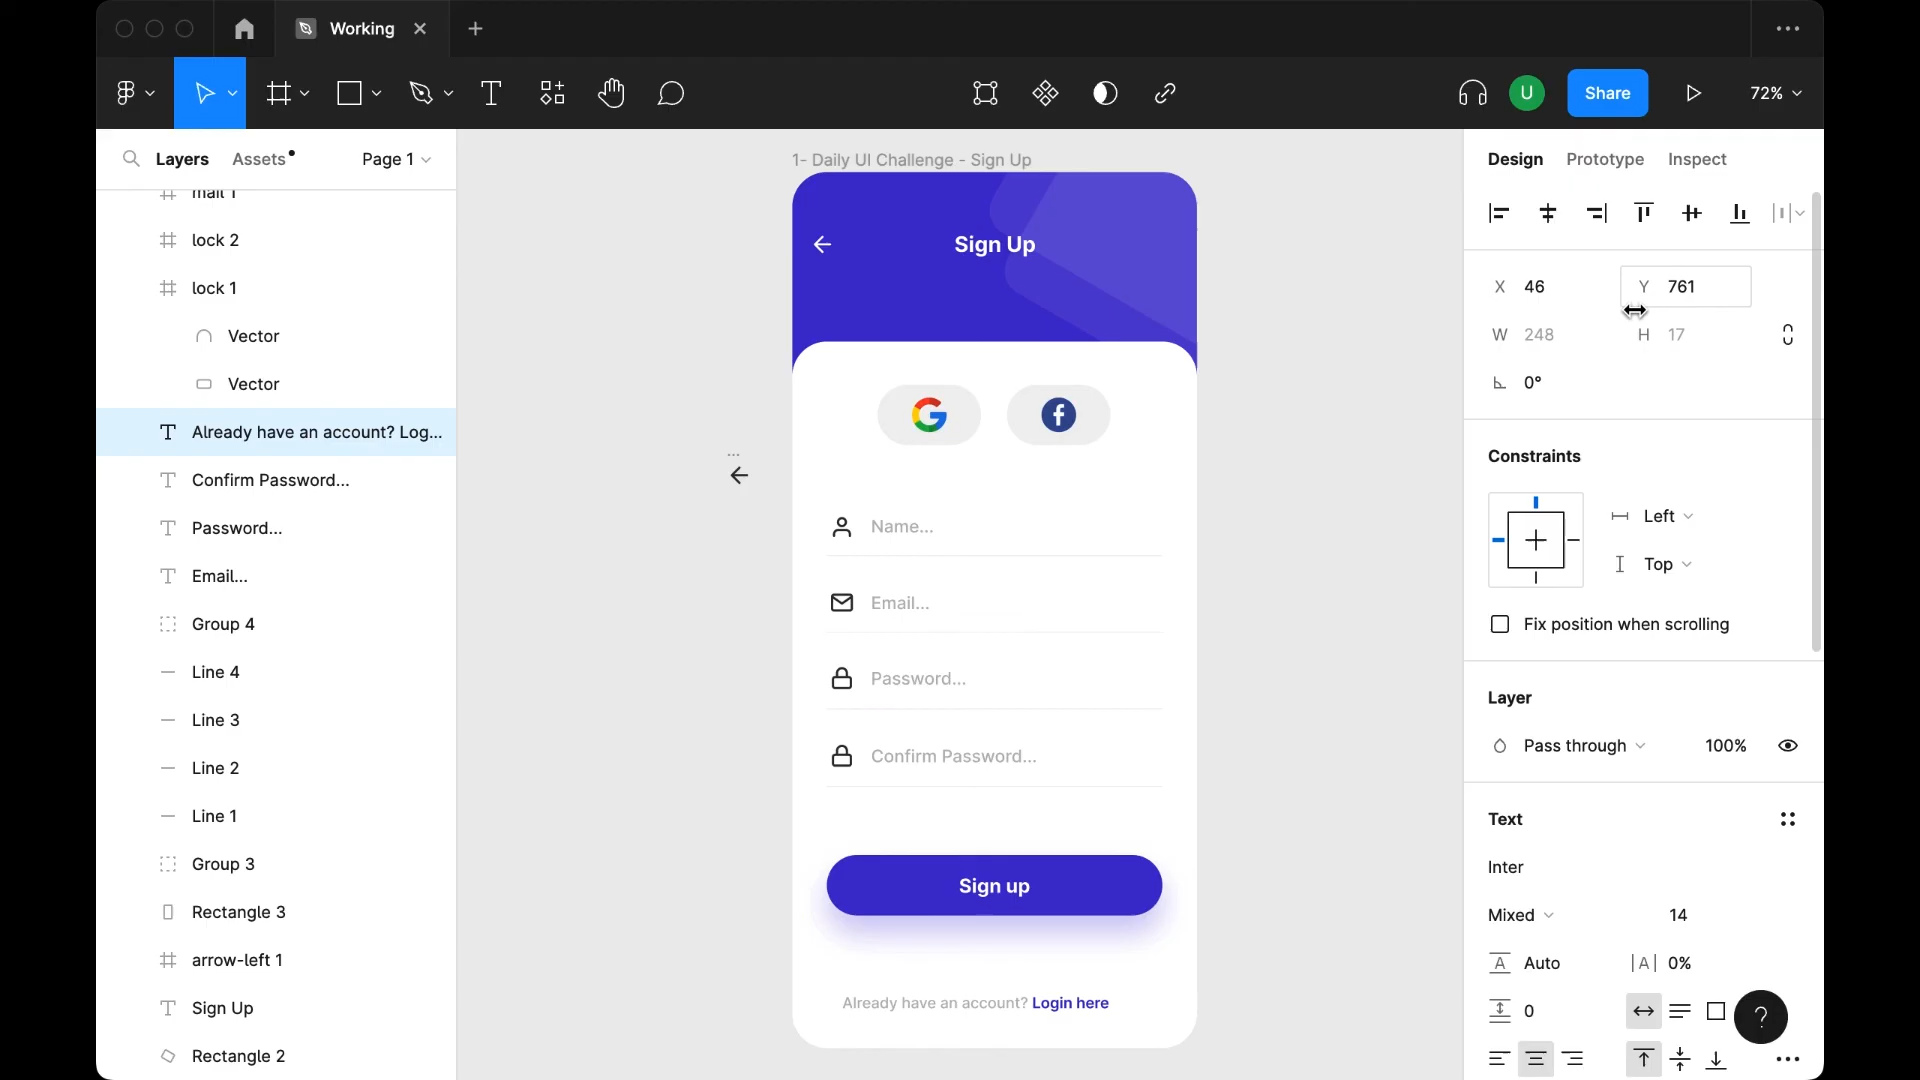 Working
Share
72%
Layers
Assets
Page 1
mail 1
lock 2
lock 1
Vector
Vector
Already have an account? Log...
Confirm Password...
Password...
Email...
Group 4
Line 4
Line 3
Line 2
Line 1
Group 3
Rectangle 3
arrow-left 1
Sign Up
Rectangle 2
1- Daily UI Challenge - Sign Up
Sign Up
...
Name...
Email...
Password...
Confirm Password...
Sign up
Already have an account? Login here
U
Design Prototype Inspect
X 46 Y 761
W 248 H 17
0°
Constraints
Left
Top
Fix position when scrolling
Layer
Pass through 100%
Text
Inter
Mixed 14
A Auto |A| 0%
0
?